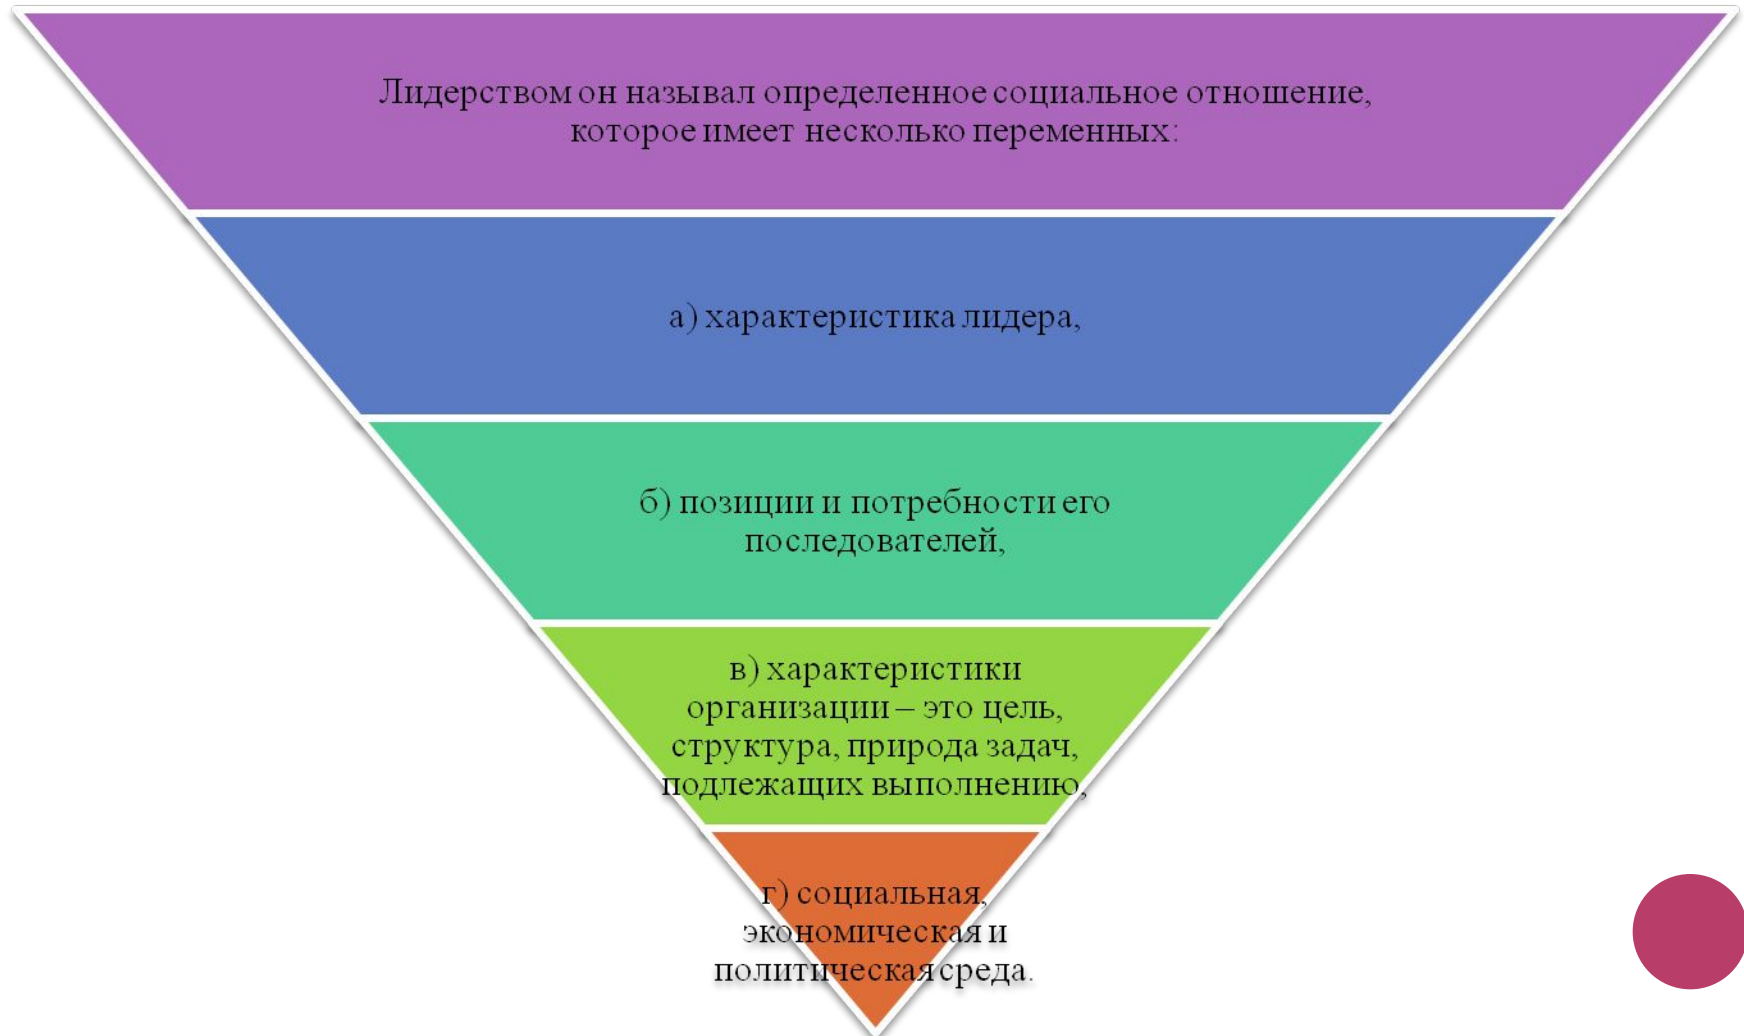 Лидерством он называл определенное социальное отношение,
которое имеет несколько переменных:
а) характеристика лидера,
б) позиции и потребности его
последователей,
в) характеристики
организации – это цель,
структура, природа задач,
подлежащих выполнению,
г) социальная,
экономическая и
политическая среда.